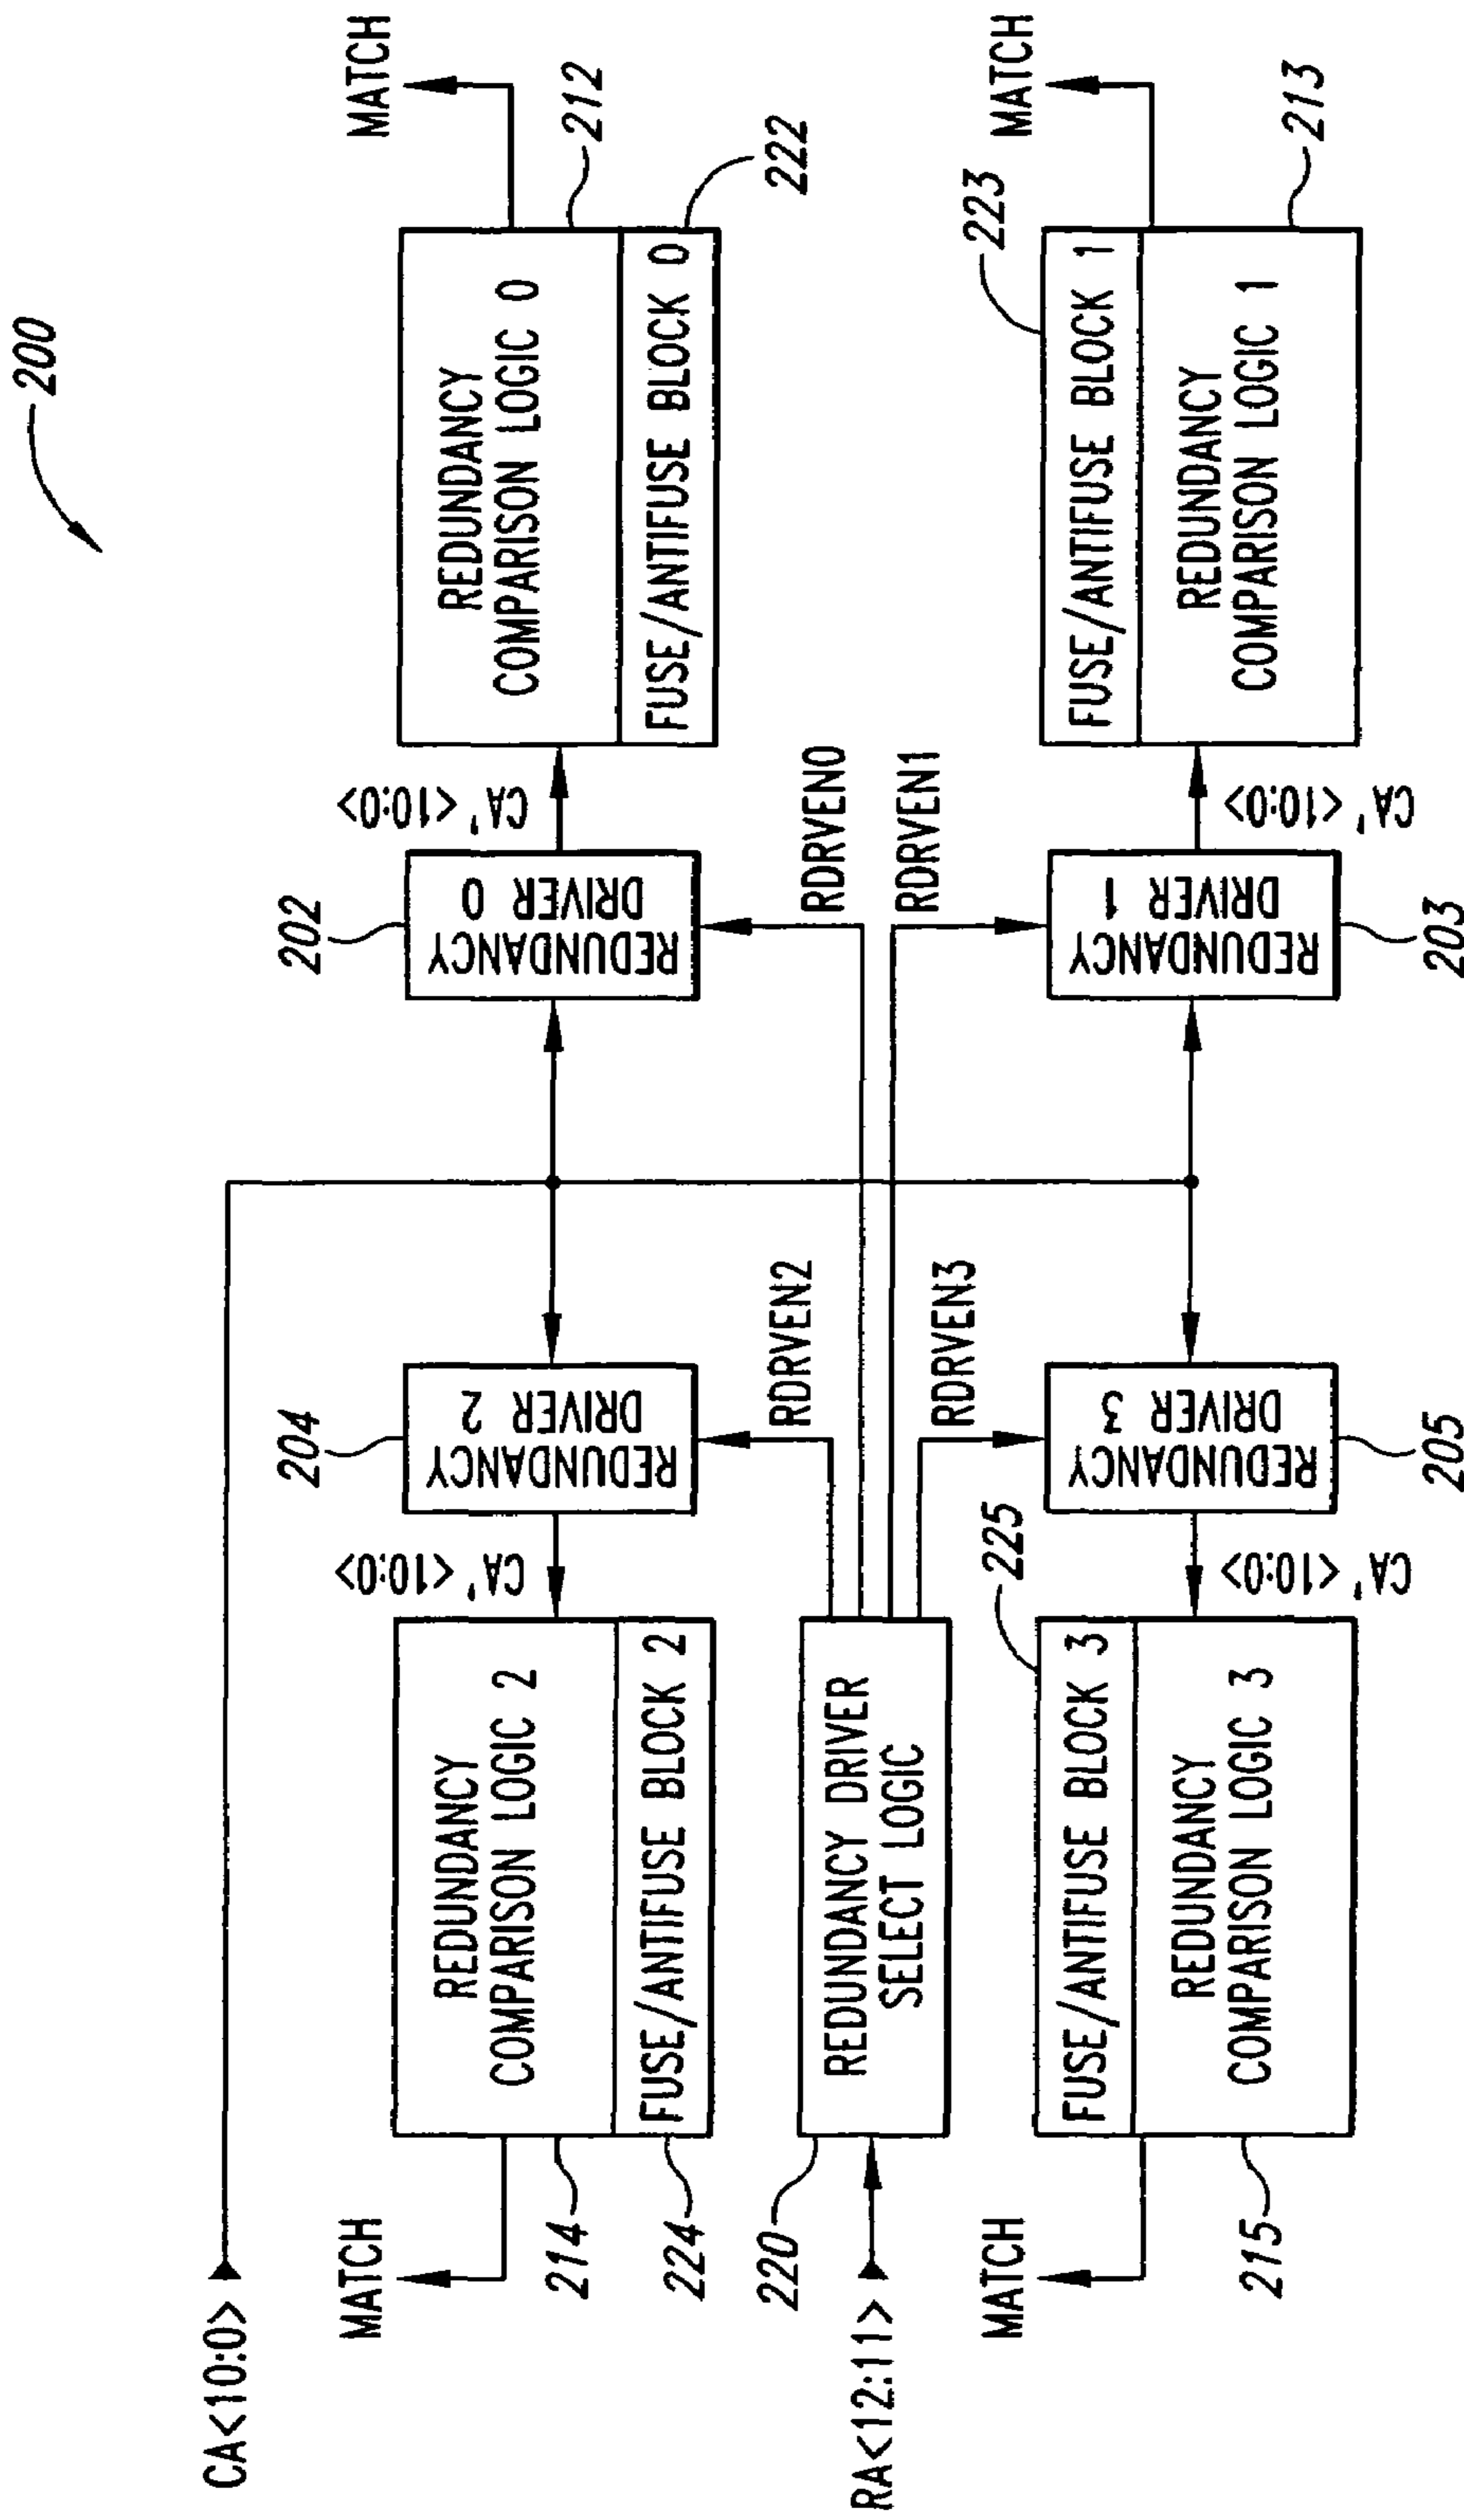 200
CA<10:0>
MATCH
214
224
REDUNDANCY
COMPARISON LOGIC 2
FUSE/ANTIFUSE BLOCK 2
CA'<10:0>
204
REDUNDANCY
DRIVER 2
RDRVEN2
202
REDUNDANCY
DRIVER 0
RDRVEN0
CA'<10:0>
REDUNDANCY
COMPARISON LOGIC 0
FUSE/ANTIFUSE BLOCK 0
MATCH
212
222
220
RA<12:11>
REDUNDANCY DRIVER
SELECT LOGIC
MATCH
215
225
FUSE/ANTIFUSE BLOCK 3
REDUNDANCY
COMPARISON LOGIC 3
CA'<10:0>
RDRVEN3
REDUNDANCY
DRIVER 3
205
RDRVEN1
REDUNDANCY
DRIVER 1
203
CA'<10:0>
223
FUSE/ANTIFUSE BLOCK 1
REDUNDANCY
COMPARISON LOGIC 1
MATCH
213